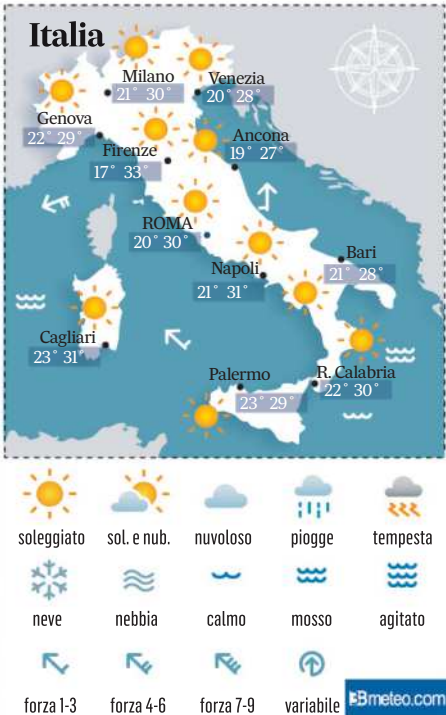 Italia
Milano
21° 30°
Venezia
20° 28°
Genova
22° 29°
Firenze
17° 33°
Ancona
19° 27°
ROMA
20° 30°
Napoli
21° 31°
Bari
21° 28°
Cagliari
23° 31°
Palermo
23° 29°
R. Calabria
22° 30°
soleggiato sol. e nub. nuvoloso piogge tempesta
neve nebbia calmo mosso agitato
forza 1-3 forza 4-6 forza 7-9 variabile
3Bmeteo.com